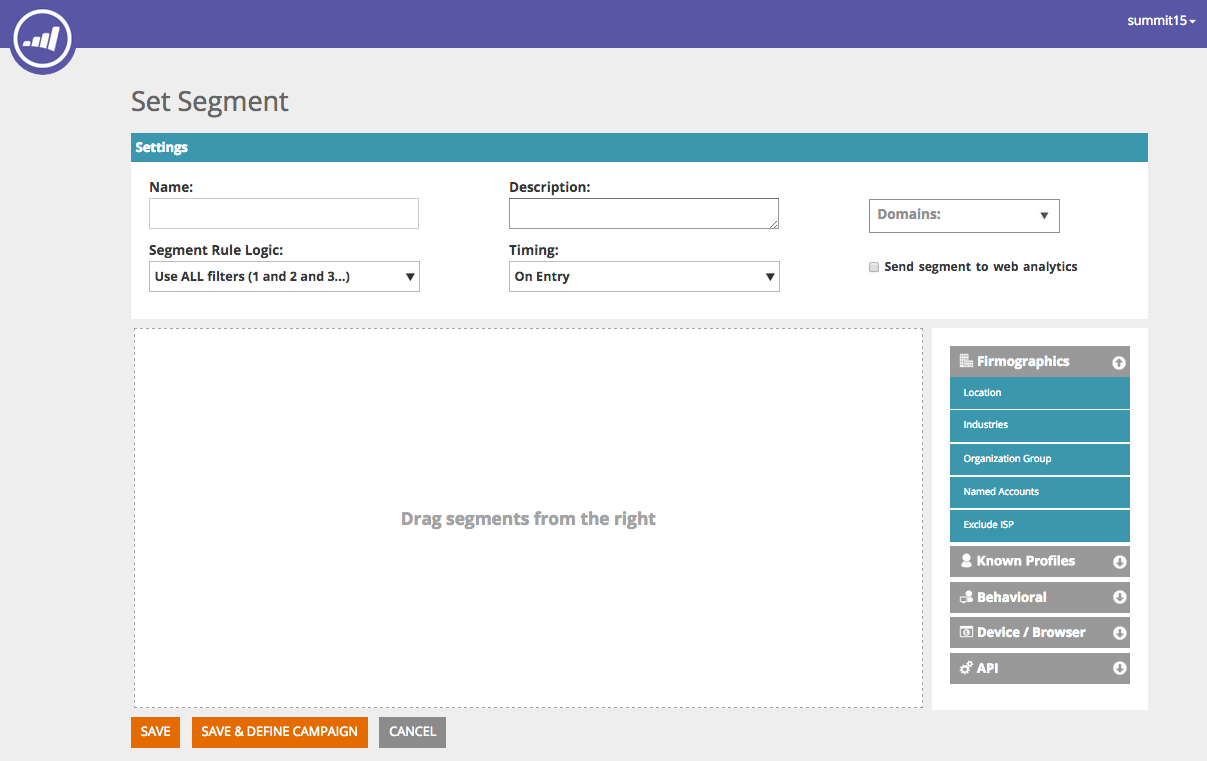 summit15
Set Segment
Settings
Name:
Description:
Domains:
Segment Rule Logic:
Timing:
Use ALL filters (1 and 2 and 3...)
On Entry
Send segment to web analytics
Drag segments from the right
Firmographics
Location
Industries
Organization Group
Named Accounts
Exclude ISP
Known Profiles
Behavioral
Device / Browser
API
SAVE
SAVE & DEFINE CAMPAIGN
CANCEL